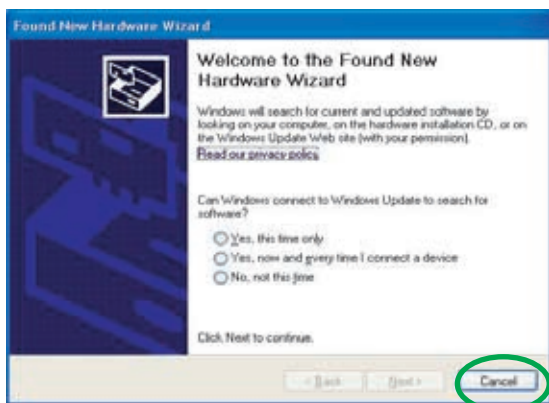 Found New Hardware Wizard
Welcome to the Found New
Hardware Wizard
Windows will search for current and updated software by
looking on your computer, on the hardware installation CD, or on
the Windows Update Web site (with your permission).
Read our privacy policy
Can Windows connect to Windows Update to search for
software?
Yes, this time only
Yes, now and every time I connect a device
No, not this time
Click Next to continue.
< Back Next > Cancel